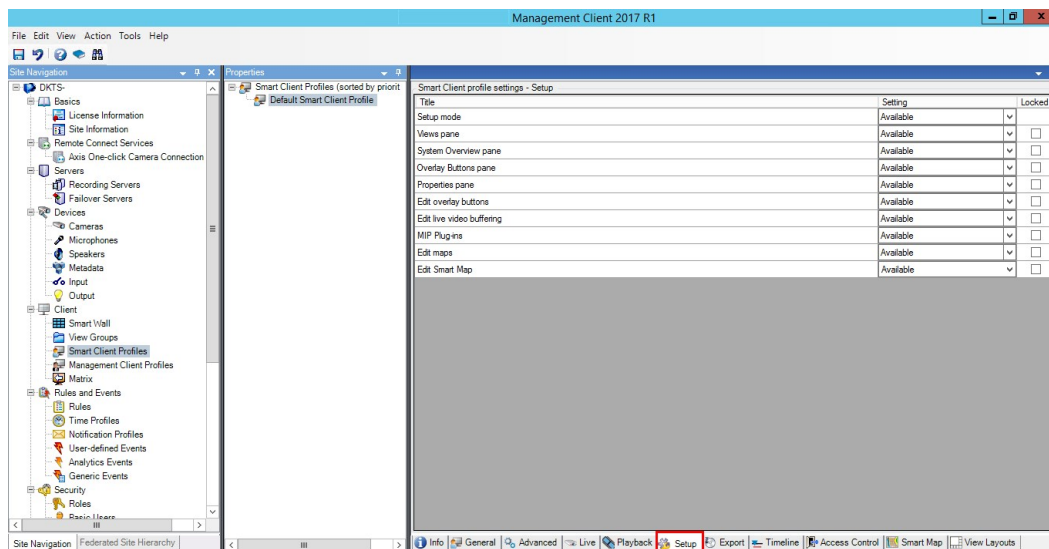 Management Client 2017 R1
File Edit View Action Tools Help
Site Navigation
DKTS-
Basics
License Information
Site Information
Remote Connect Services
Axis One-click Camera Connection
Servers
Recording Servers
Failover Servers
Devices
Cameras
Microphones
Speakers
Metadata
Input
Output
Client
Smart Wall
View Groups
Smart Client Profiles
Management Client Profiles
Matrix
Rules and Events
Rules
Time Profiles
Notification Profiles
User-defined Events
Analytics Events
Generic Events
Security
Roles
Basic Users
Site Navigation Federated Site Hierarchy
Properties
Smart Client Profiles (sorted by priorit
Default Smart Client Profile
Smart Client profile settings - Setup
Title Setting Locked
Setup mode Available
Views pane Available
System Overview pane Available
Overlay Buttons pane Available
Properties pane Available
Edit overlay buttons Available
Edit live video buffering Available
MIP Plug-ins Available
Edit maps Available
Edit Smart Map Available
Info General Advanced Live Playback Setup Export Timeline Access Control Smart Map View Layouts